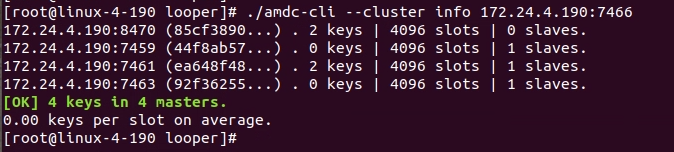 [root@linux-4-190 looper]# ./amdc-cli --cluster info 172.24.4.190:7466
172.24.4.190:8470 (85cf3890...) . 2 keys | 4096 slots | 0 slaves.
172.24.4.190:7459 (44f8ab57...) . 0 keys | 4096 slots | 1 slaves.
172.24.4.190:7461 (ea648f48...) . 2 keys | 4096 slots | 1 slaves.
172.24.4.190:7463 (92f36255...) . 0 keys | 4096 slots | 1 slaves.
[OK] 4 keys in 4 masters.
0.00 keys per slot on average.
[root@linux-4-190 looper]#